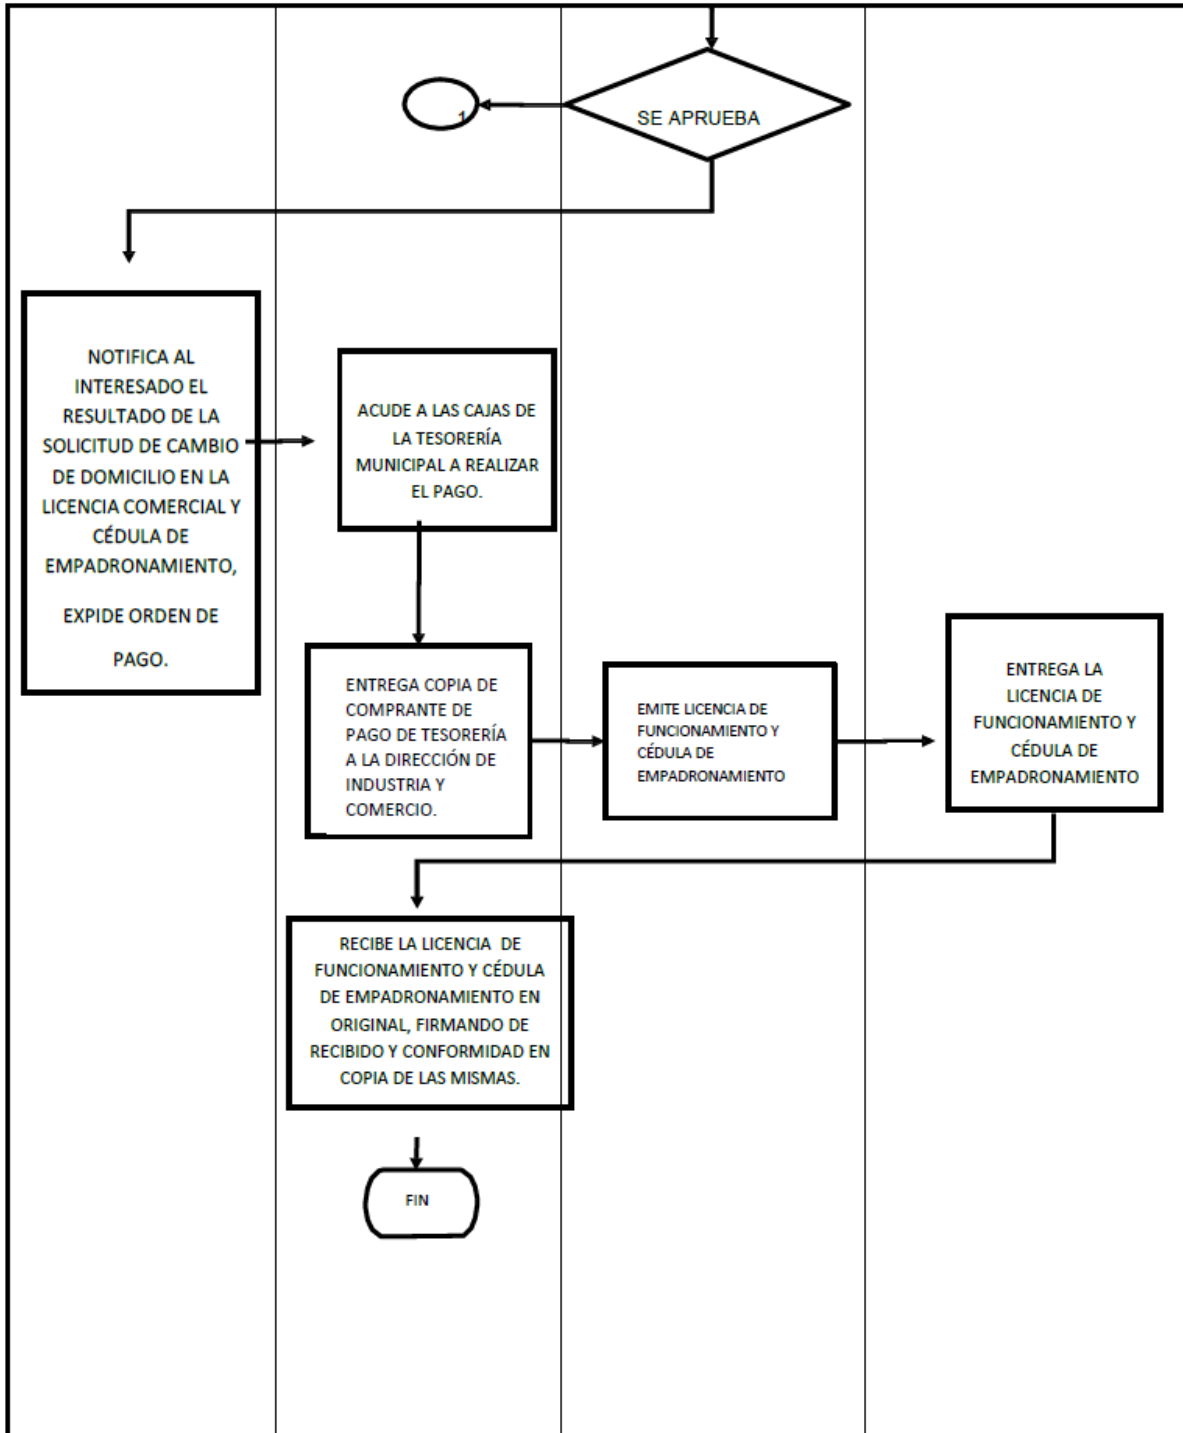 1
SE APRUEBA
NOTIFICA AL
INTERESADO EL
RESULTADO DE LA
SOLICITUD DE CAMBIO
DE DOMICILIO EN LA
LICENCIA COMERCIAL Y
CÉDULA DE
EMPADRONAMIENTO,
EXPIDE ORDEN DE
PAGO.
ACUDE A LAS CAJAS DE
LA TESORERÍA
MUNICIPAL A REALIZAR
EL PAGO.
ENTREGA COPIA DE
COMPRANTE DE
PAGO DE TESORERÍA
A LA DIRECCIÓN DE
INDUSTRIA Y
COMERCIO.
EMITE LICENCIA DE
FUNCIONAMIENTO Y
CÉDULA DE
EMPADRONAMIENTO
ENTREGA LA
LICENCIA DE
FUNCIONAMIENTO Y
CÉDULA DE
EMPADRONAMIENTO
RECIBE LA LICENCIA DE
FUNCIONAMIENTO Y CÉDULA
DE EMPADRONAMIENTO EN
ORIGINAL, FIRMANDO DE
RECIBIDO Y CONFORMIDAD EN
COPIA DE LAS MISMAS.
FIN